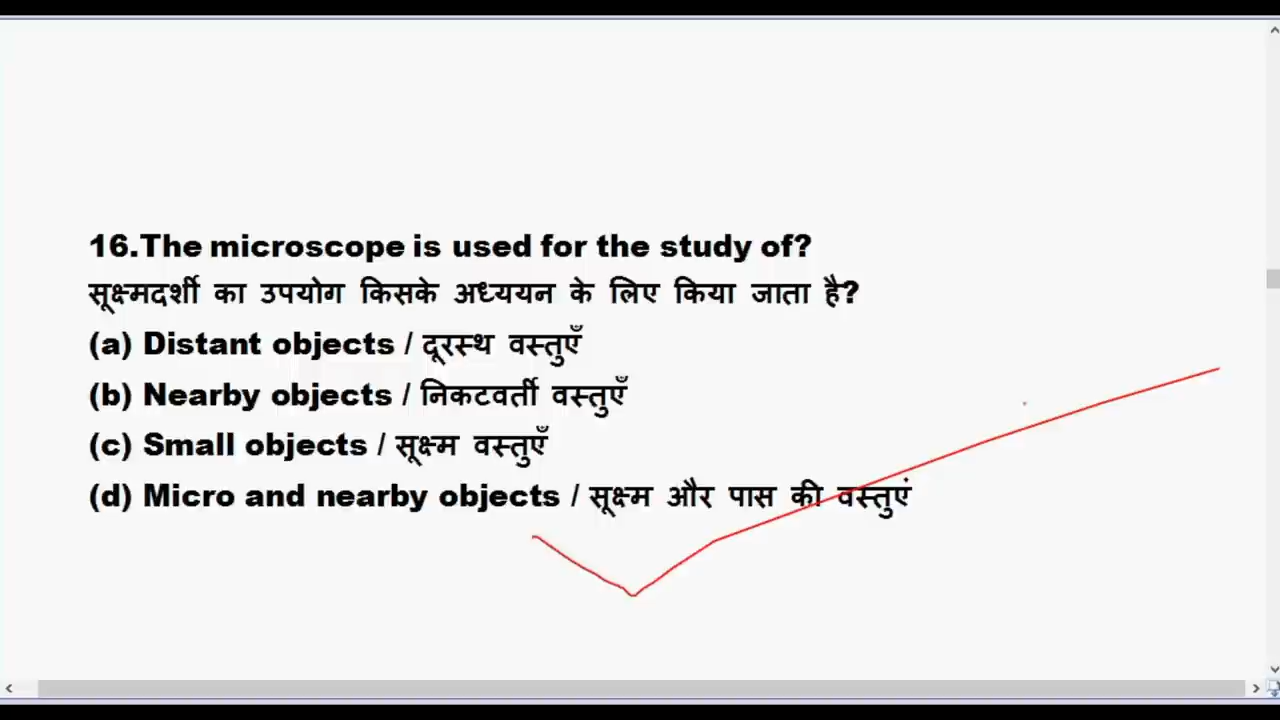 16.The microscope is used for the study of?
सूक्ष्मदर्शी का उपयोग किसके अध्ययन के लिए किया जाता है?
(a) Distant objects / दूरस्थ वस्तुएँ
(b) Nearby objects / निकटवर्ती वस्तुएँ
(c) Small objects / सूक्ष्म वस्तुएँ
(d) Micro and nearby objects / सूक्ष्म और पास की वस्तुएं